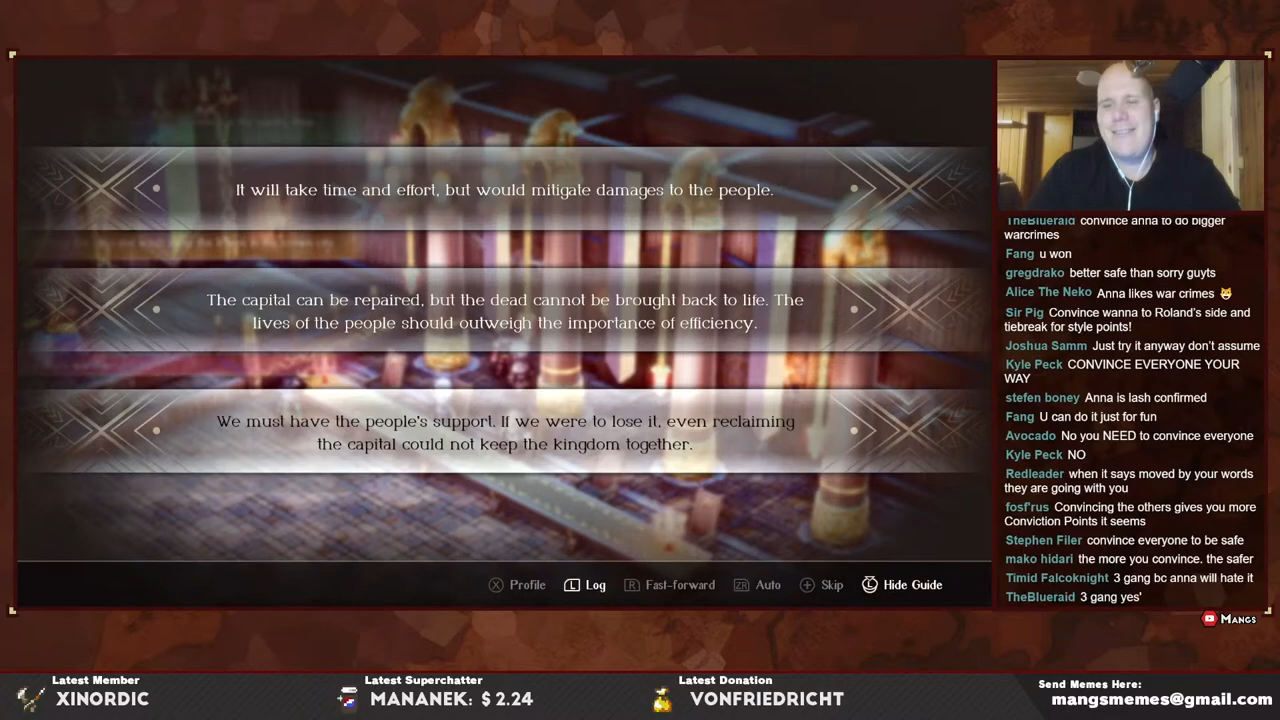 It will take time and effort, but would mitigate damages to the people.
The capital can be repaired, but the dead cannot be brought back to life. The
lives of the people should outweigh the importance of efficiency.
We must have the people's support. If we were to lose it, even reclaiming
the capital could not keep the kingdom together.
X Profile L Log R Fast-forward ZR Auto + Skip L Hide Guide
TheBlueraid convince anna to do bigger
warcrimes
Fang u won
gregdrako better safe than sorry guyts
Alice The Neko Anna likes war crimes 😼
Sir Pig Convince wanna to Roland's side and
tiebreak for style points!
Joshua Samm Just try it anyway don't assume
Kyle Peck CONVINCE EVERYONE YOUR
WAY
stefen boney Anna is lash confirmed
Fang U can do it just for fun
Avocado No you NEED to convince everyone
Kyle Peck NO
Redleader when it says moved by your words
they are going with you
fosf'rus Convincing the others gives you more
Conviction Points it seems
Stephen Filer convince everyone to be safe
mako hidari the more you convince. the safer
Timid Falcoknight 3 gang bc anna will hate it
TheBlueraid 3 gang yes'
MANGS
Latest Member
XINORDIC
Latest Superchatter
MANANEK: $ 2.24
Latest Donation
VONFRIEDRICHT
Send Memes Here:
mangsmemes@gmail.com